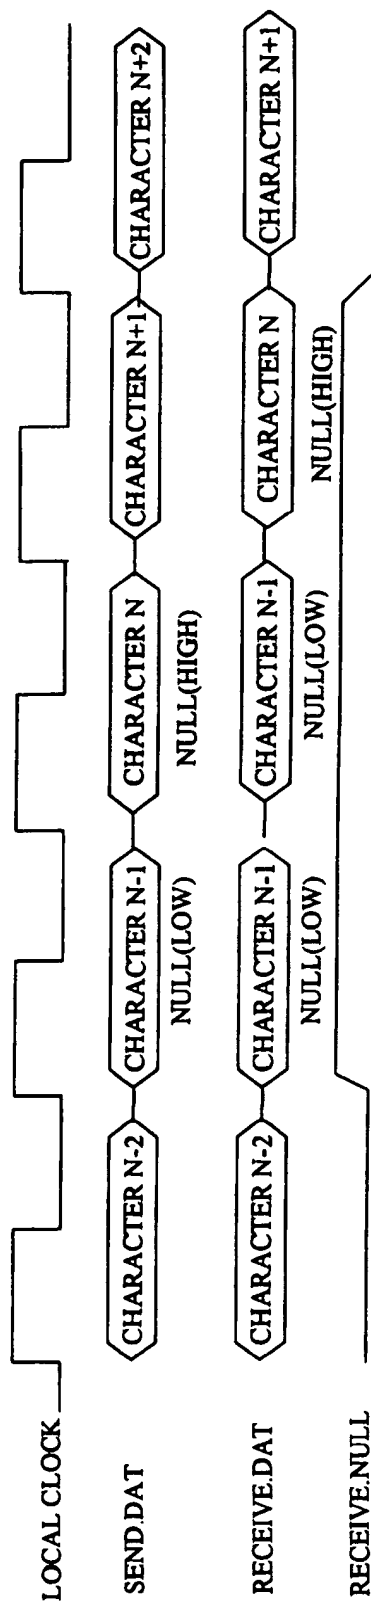 LOCAL CLOCK
SEND.DAT
CHARACTER N-2
CHARACTER N-1
CHARACTER N
CHARACTER N+1
CHARACTER N+2
NULL(LOW)
NULL(HIGH)
RECEIVE.DAT
CHARACTER N-2
CHARACTER N-1
CHARACTER N-1
CHARACTER N
CHARACTER N+1
NULL(LOW)
NULL(LOW)
NULL(HIGH)
RECEIVE.NULL